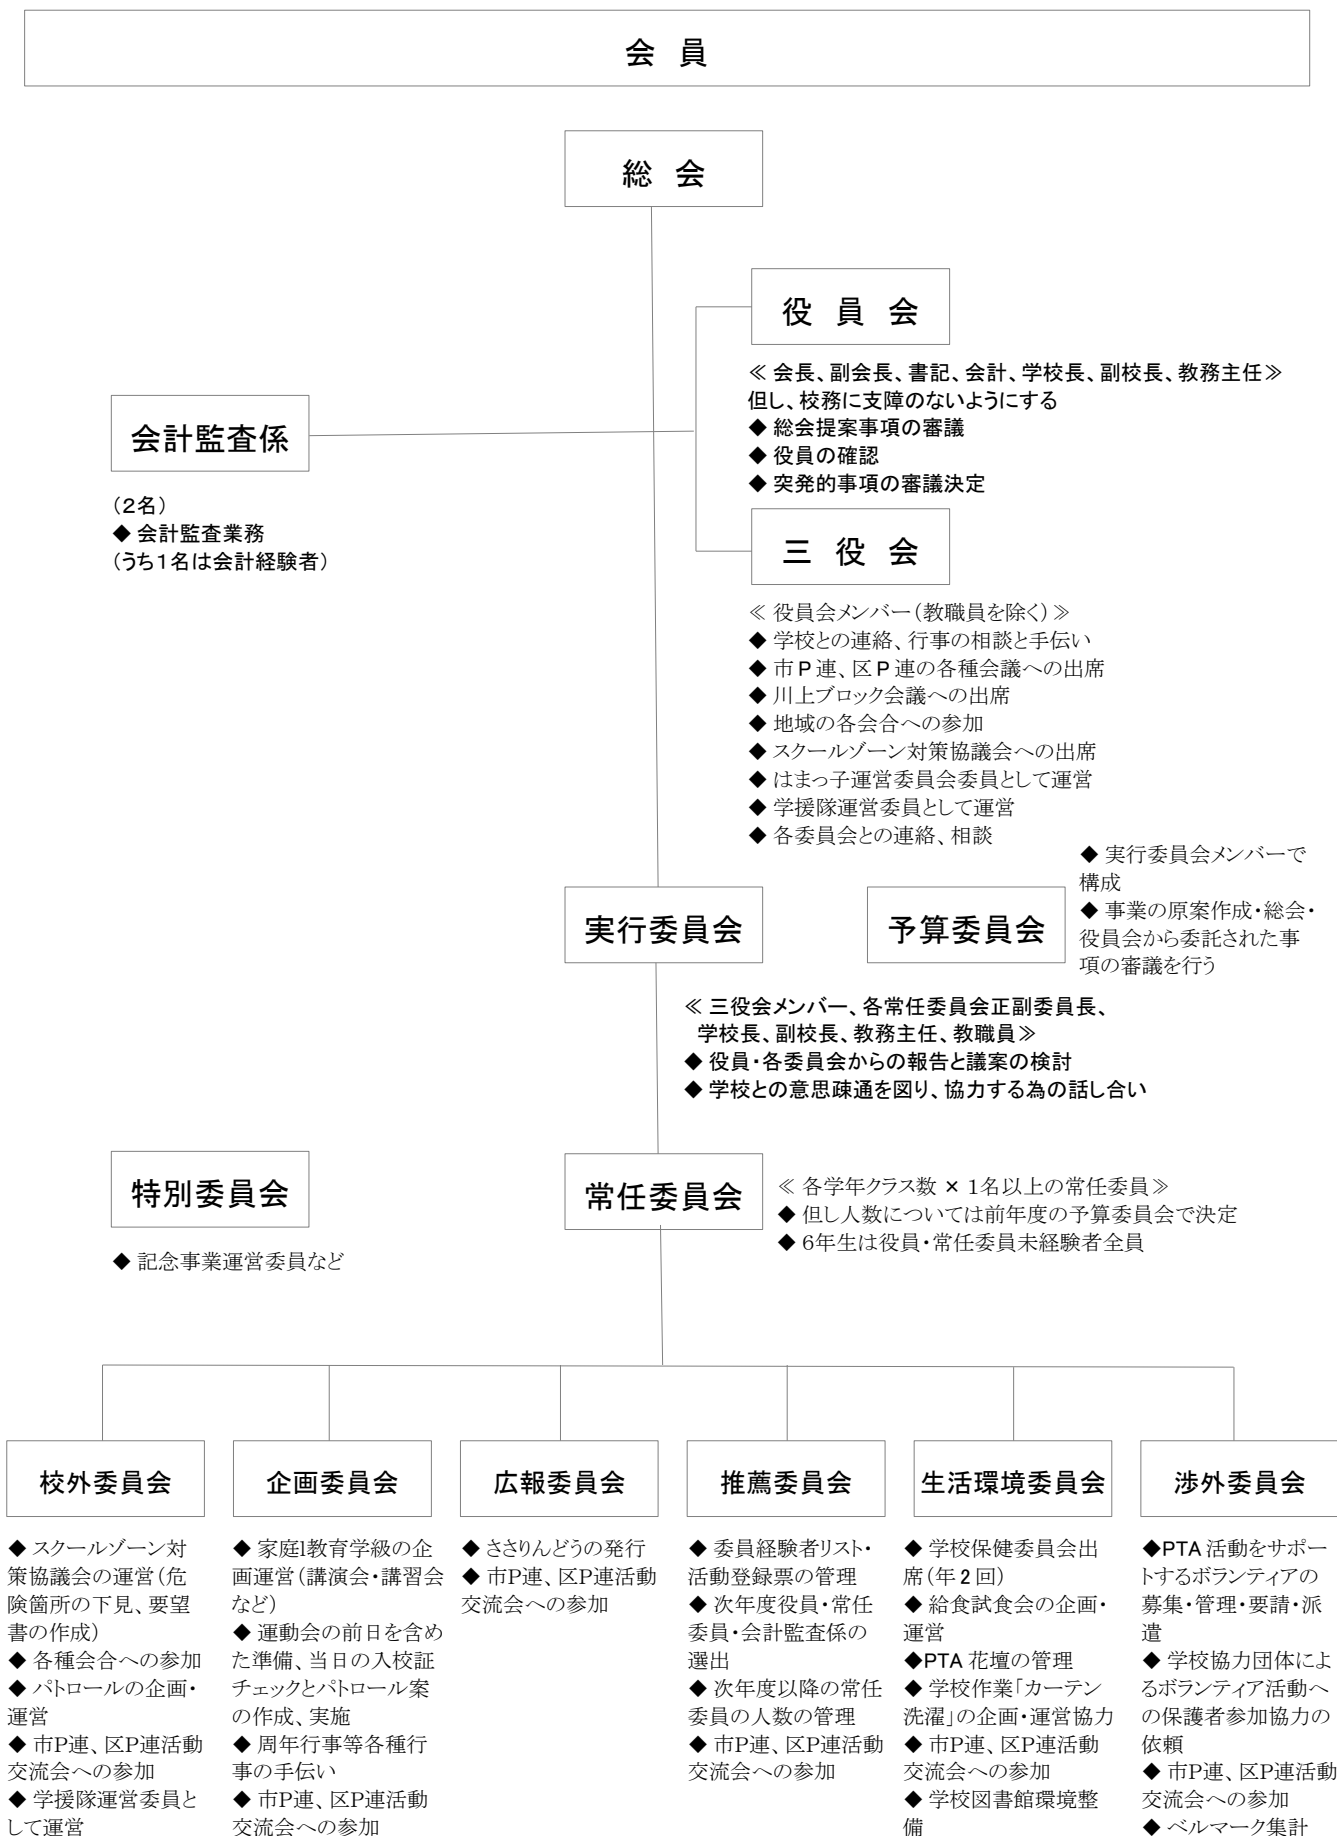 会 員
総 会
役 員 会
≪ 会長、副会長、書記、会計、学校長、副校長、教務主任≫
但し、校務に支障のないようにする
◆ 総会提案事項の審議
◆ 役員の確認
◆ 突発的事項の審議決定
会計監査係
(2名)
◆ 会計監査業務
(うち1名は会計経験者)
三 役 会
≪ 役員会メンバー(教職員を除く) ≫
◆ 学校との連絡、行事の相談と手伝い
◆ 市P連、区P連の各種会議への出席
◆ 川上ブロック会議への出席
◆ 地域の各会合への参加
◆ スクールゾーン対策協議会への出席
◆ はまっ子運営委員会委員として運営
◆ 学援隊運営委員として運営
◆ 各委員会との連絡、相談
実行委員会
予算委員会
◆ 実行委員会メンバーで
構成
◆ 事業の原案作成・総会・
役員会から委託された事
項の審議を行う
≪ 三役会メンバー、各常任委員会正副委員長、
学校長、副校長、教務主任、教職員≫
◆ 役員・各委員会からの報告と議案の検討
◆ 学校との意思疎通を図り、協力する為の話し合い
特別委員会
◆ 記念事業運営委員など
常任委員会
≪ 各学年クラス数 × 1名以上の常任委員≫
◆ 但し人数については前年度の予算委員会で決定
◆ 6年生は役員・常任委員未経験者全員
校外委員会
◆ スクールゾーン対
策協議会の運営(危
険箇所の下見、要望
書の作成)
◆ 各種会合への参加
◆ パトロールの企画・
運営
◆ 市P連、区P連活動
交流会への参加
◆ 学援隊運営委員と
して運営
企画委員会
◆ 家庭l教育学級の企
画運営(講演会・講習会
など)
◆ 運動会の前日を含め
た準備、当日の入校証
チェックとパトロール案
の作成、実施
◆ 周年行事等各種行
事の手伝い
◆ 市P連、区P連活動
交流会への参加
広報委員会
◆ ささりんどうの発行
◆ 市P連、区P連活動
交流会への参加
推薦委員会
◆ 委員経験者リスト・
活動登録票の管理
◆ 次年度役員・常任
委員・会計監査係の
選出
◆ 次年度以降の常任
委員の人数の管理
◆ 市P連、区P連活動
交流会への参加
生活環境委員会
◆ 学校保健委員会出
席(年2回)
◆ 給食試食会の企画・
運営
◆PTA 花壇の管理
◆ 学校作業「カーテン
洗濯」の企画・運営協力
◆ 市P連、区P連活動
交流会への参加
◆ 学校図書館環境整
備
渉外委員会
◆PTA 活動をサポー
トするボランティアの
募集・管理・要請・派
遣
◆ 学校協力団体によ
るボランティア活動へ
の保護者参加協力の
依頼
◆ 市P連、区P連活動
交流会への参加
◆ ベルマーク集計